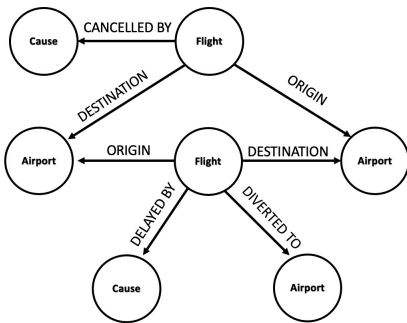 CANCELLED BY
Cause
Flight
DESTINATION
ORIGIN
Airport
ORIGIN
Flight
DESTINATION
Airport
DELAYED BY
DIVERTED TO
Cause
Airport